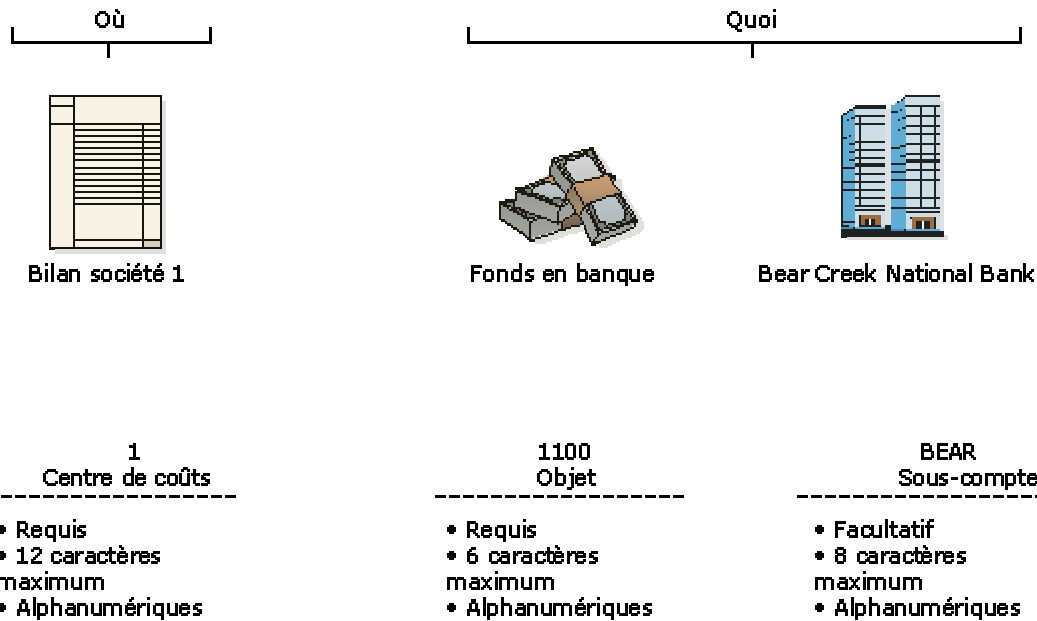 Où
Quoi
Bilan société 1
Fonds en banque
Bear Creek National Bank
1
Centre de coûts
1100
Objet
BEAR
Sous-compte
• Requis
• 12 caractères
maximum
• Alphanumériques
• Requis
• 6 caractères
maximum
• Alphanumériques
• Facultatif
• 8 caractères
maximum
• Alphanumériques